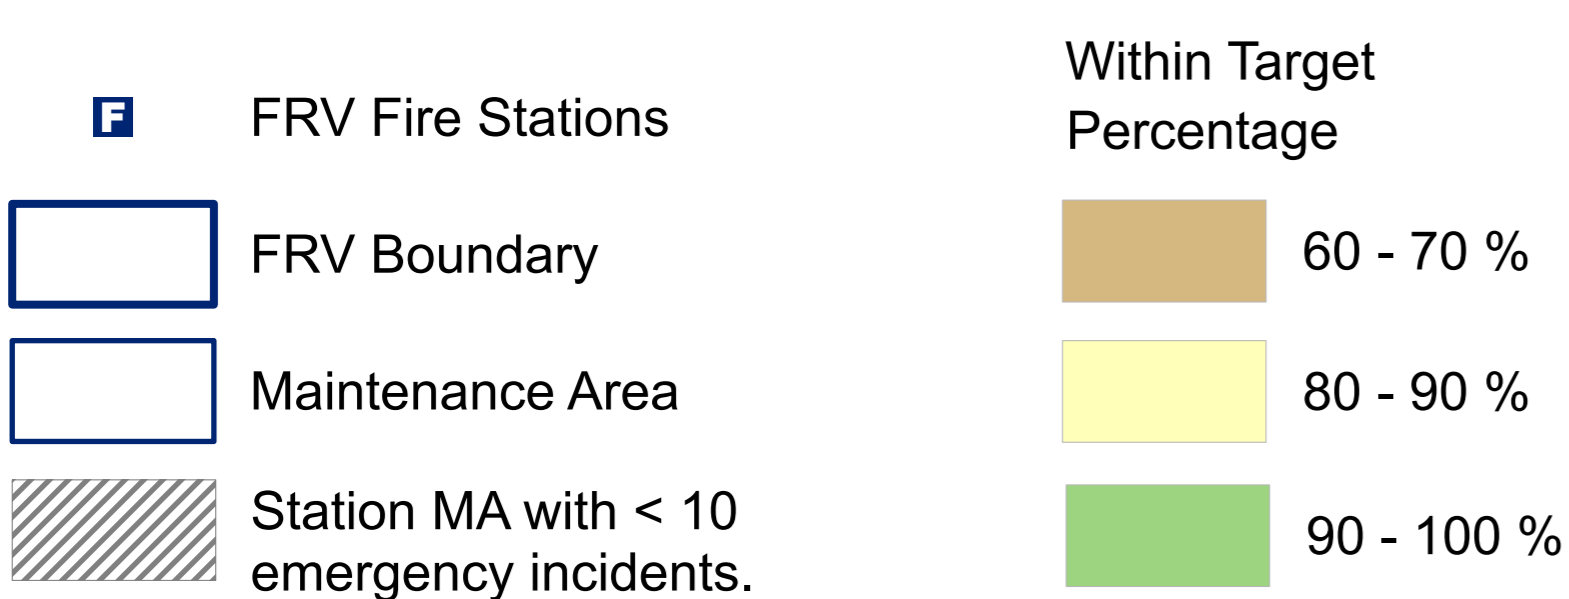 F FRV Fire Stations
FRV Boundary
Maintenance Area
Station MA with < 10
emergency incidents.
Within Target
Percentage
60 - 70 %
80 - 90 %
90 - 100 %